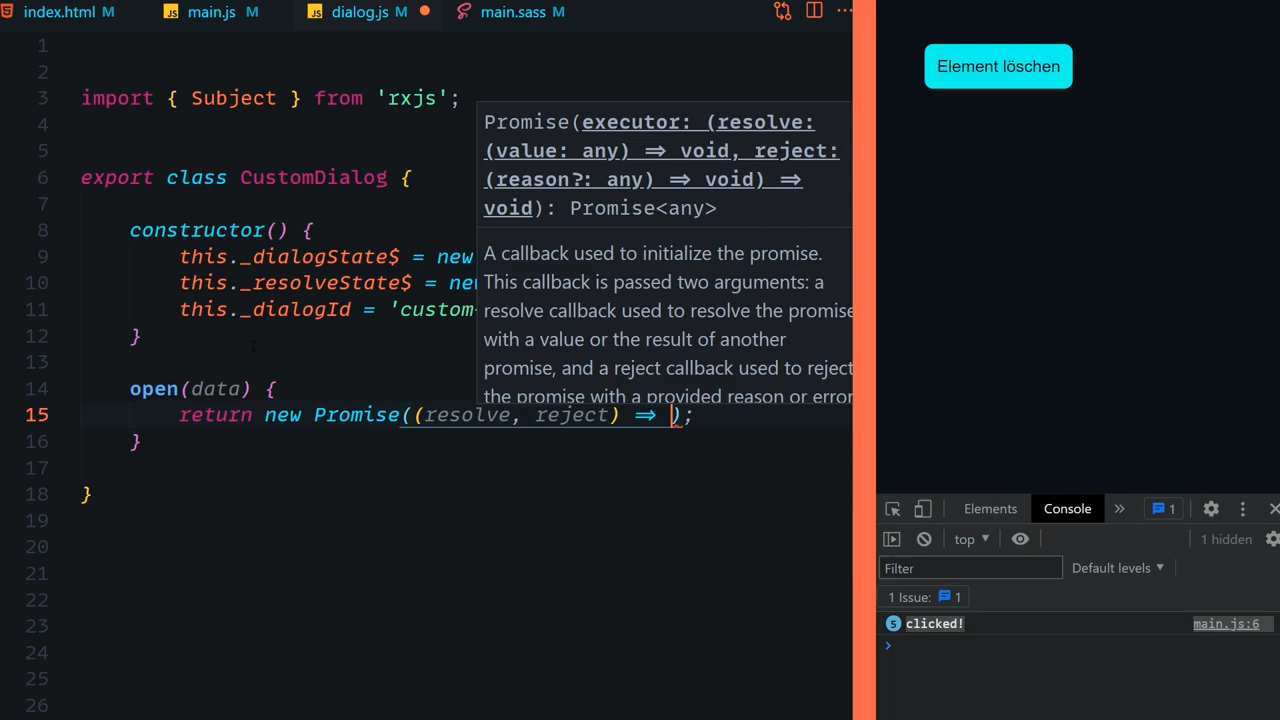 index.html M
main.js M
dialog.js M
main.sass M
1
2
3 import { Subject } from 'rxjs';
4
5
6 export class CustomDialog {
7
8 constructor() {
9 this._dialogState$ = new
10 this._resolveState$ = new
11 this._dialogId = 'custom-
12 }
13
14 open(data) {
15 return new Promise((resolve, reject) => );
16 }
17
18 }
19
20
21
22
23
24
25
26
Promise(executor: (resolve:
(value: any) => void, reject:
(reason?: any) => void) =>
void): Promise<any>
A callback used to initialize the promise.
This callback is passed two arguments: a
resolve callback used to resolve the promise
with a value or the result of another
promise, and a reject callback used to reject
the promise with a provided reason or error
Element löschen
Elements Console » 1
top 1 hidden
Filter Default levels
1 Issue: 1
5 clicked! main.js:6